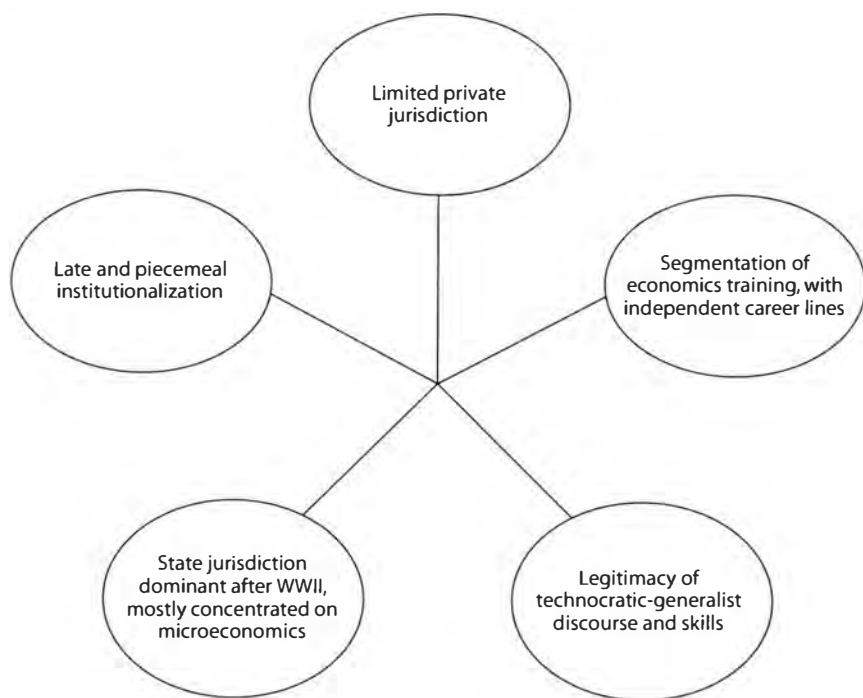 Limited private
jurisdiction
Late and piecemeal
institutionalization
Segmentation of
economics training, with
independent career lines
State jurisdiction
dominant after WWII,
mostly concentrated on
microeconomics
Legitimacy of
technocratic-generalist
discourse and skills